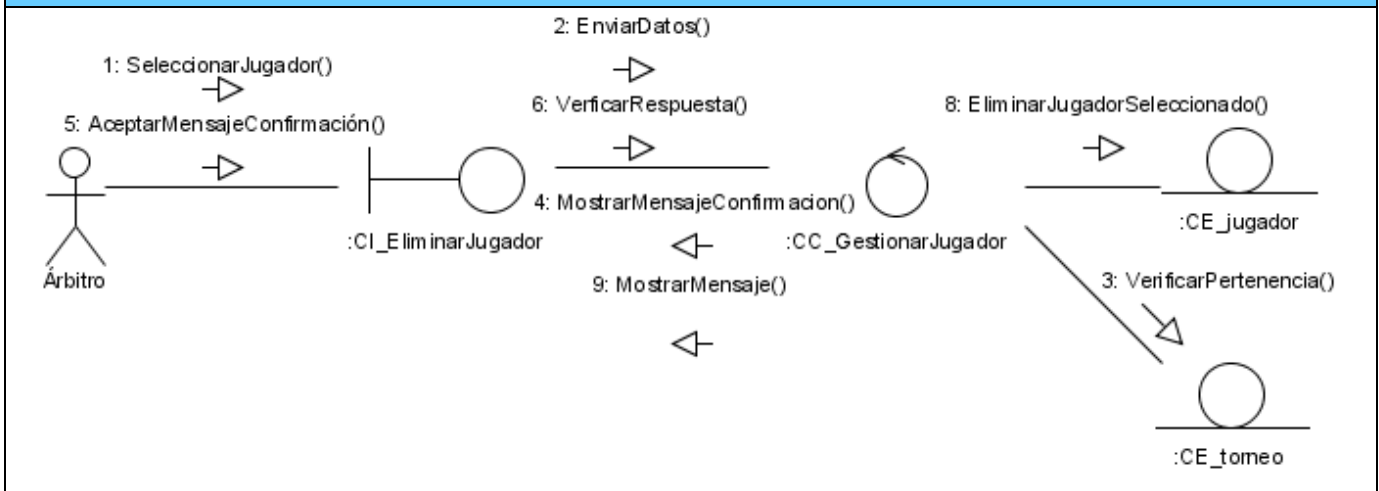 2: EnviarDatos()
1: SeleccionarJugador()
6: VerficarRespuesta()
8: EliminarJugadorSeleccionado()
5: AceptarMensajeConfirmación()
4: MostrarMensajeConfirmacion()
:CE_jugador
:CI_EliminarJugador
:CC_GestionarJugador
Árbitro
9: MostrarMensaje()
3: VerificarPertenencia()
:CE_torneo